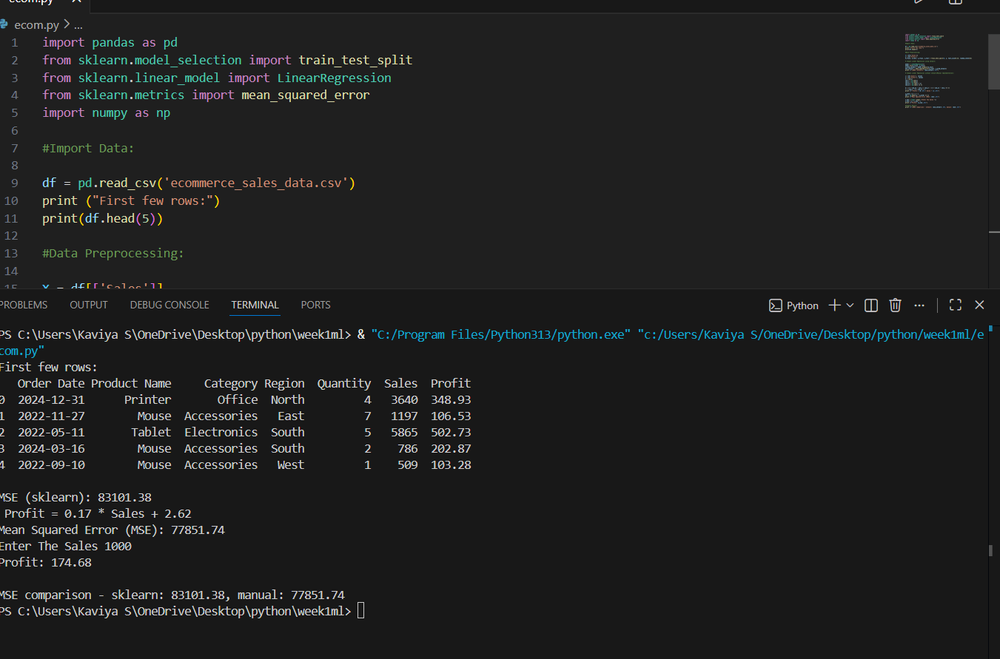 ecom.py
ecom.py > ...
1 import pandas as pd
2 from sklearn.model_selection import train_test_split
3 from sklearn.linear_model import LinearRegression
4 from sklearn.metrics import mean_squared_error
5 import numpy as np
6
7 #Import Data:
8
9 df = pd.read_csv('ecommerce_sales_data.csv')
10 print ("First few rows:")
11 print(df.head(5))
12
13 #Data Preprocessing:
14
15 X = df[['Sales']]
PROBLEMS OUTPUT DEBUG CONSOLE TERMINAL PORTS Python
PS C:\Users\Kaviya S\OneDrive\Desktop\python\week1ml> & "C:/Program Files/Python313/python.exe" "c:/Users/Kaviya S/OneDrive/Desktop/python/week1ml/e
com.py"
First few rows:
Order Date Product Name Category Region Quantity Sales Profit
0 2024-12-31 Printer Office North 4 3640 348.93
1 2022-11-27 Mouse Accessories East 7 1197 106.53
2 2022-05-11 Tablet Electronics South 5 5865 502.73
3 2024-03-16 Mouse Accessories South 2 786 202.87
4 2022-09-10 Mouse Accessories West 1 509 103.28
MSE (sklearn): 83101.38
Profit = 0.17 * Sales + 2.62
Mean Squared Error (MSE): 77851.74
Enter The Sales 1000
Profit: 174.68
MSE comparison - sklearn: 83101.38, manual: 77851.74
PS C:\Users\Kaviya S\OneDrive\Desktop\python\week1ml>